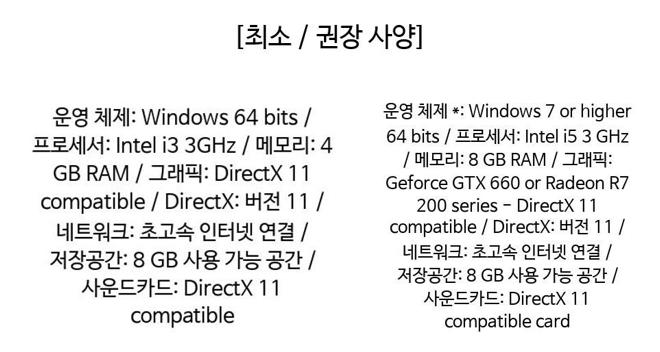 [최소 / 권장 사양]
운영 체제: Windows 64 bits /
프로세서: Intel i3 3GHz / 메모리: 4
GB RAM / 그래픽: DirectX 11
compatible / DirectX: 버전 11 /
네트워크: 초고속 인터넷 연결 /
저장공간: 8 GB 사용 가능 공간 /
사운드카드: DirectX 11
compatible
운영 체제 *: Windows 7 or higher
64 bits / 프로세서: Intel i5 3 GHz
/ 메모리: 8 GB RAM / 그래픽:
Geforce GTX 660 or Radeon R7
200 series – DirectX 11
compatible / DirectX: 버전 11 /
네트워크: 초고속 인터넷 연결 /
저장공간: 8 GB 사용 가능 공간 /
사운드카드: DirectX 11
compatible card